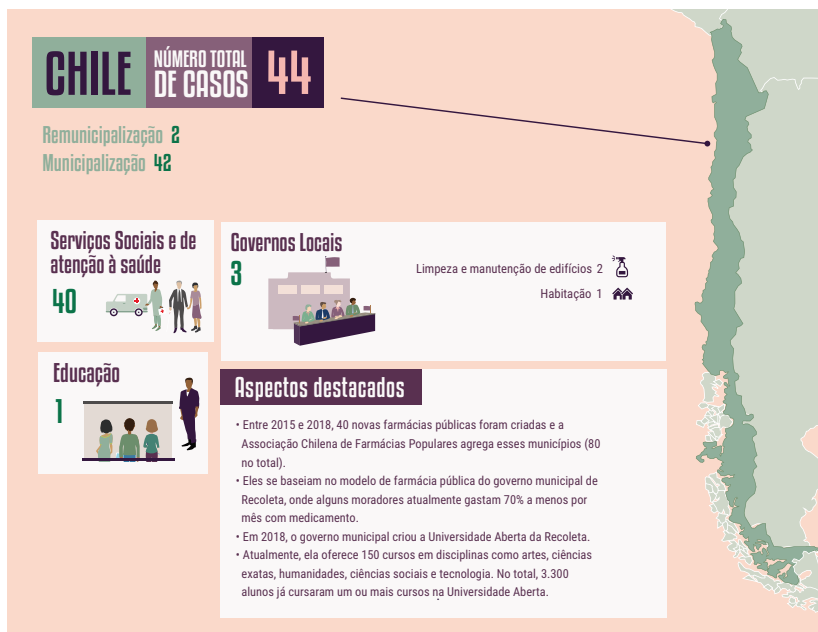 CHILE
NÚMERO TOTAL
DE CASOS
44
Remunicipalização 2
Municipalização 42
Serviços Sociais e de
atenção à saúde
40
Governos Locais
3
Limpeza e manutenção de edifícios 2
Habitação 1
Educação
1
Aspectos destacados
• Entre 2015 e 2018, 40 novas farmácias públicas foram criadas e a
Associação Chilena de Farmácias Populares agrega esses municípios (80
no total).
• Eles se baseiam no modelo de farmácia pública do governo municipal de
Recoleta, onde alguns moradores atualmente gastam 70% a menos por
mês com medicamento.
• Em 2018, o governo municipal criou a Universidade Aberta da Recoleta.
• Atualmente, ela oferece 150 cursos em disciplinas como artes, ciências
exatas, humanidades, ciências sociais e tecnologia. No total, 3.300
alunos já cursaram um ou mais cursos na Universidade Aberta.